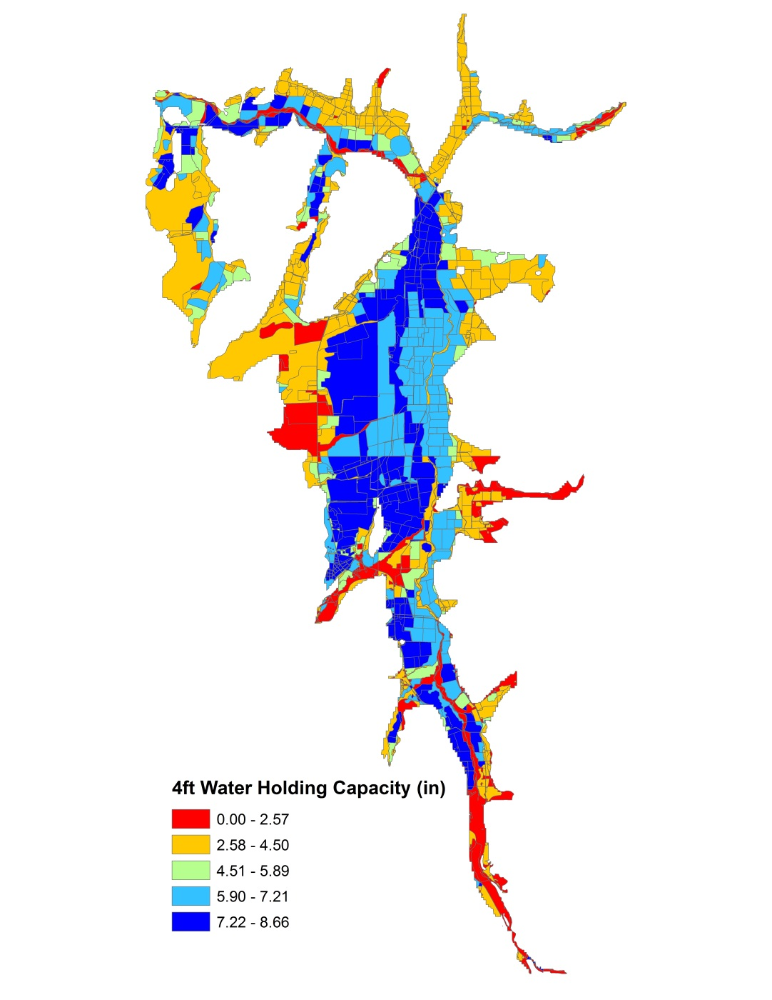 4ft Water Holding Capacity (in)
0.00 - 2.57
2.58 - 4.50
4.51 - 5.89
5.90 - 7.21
7.22 - 8.66